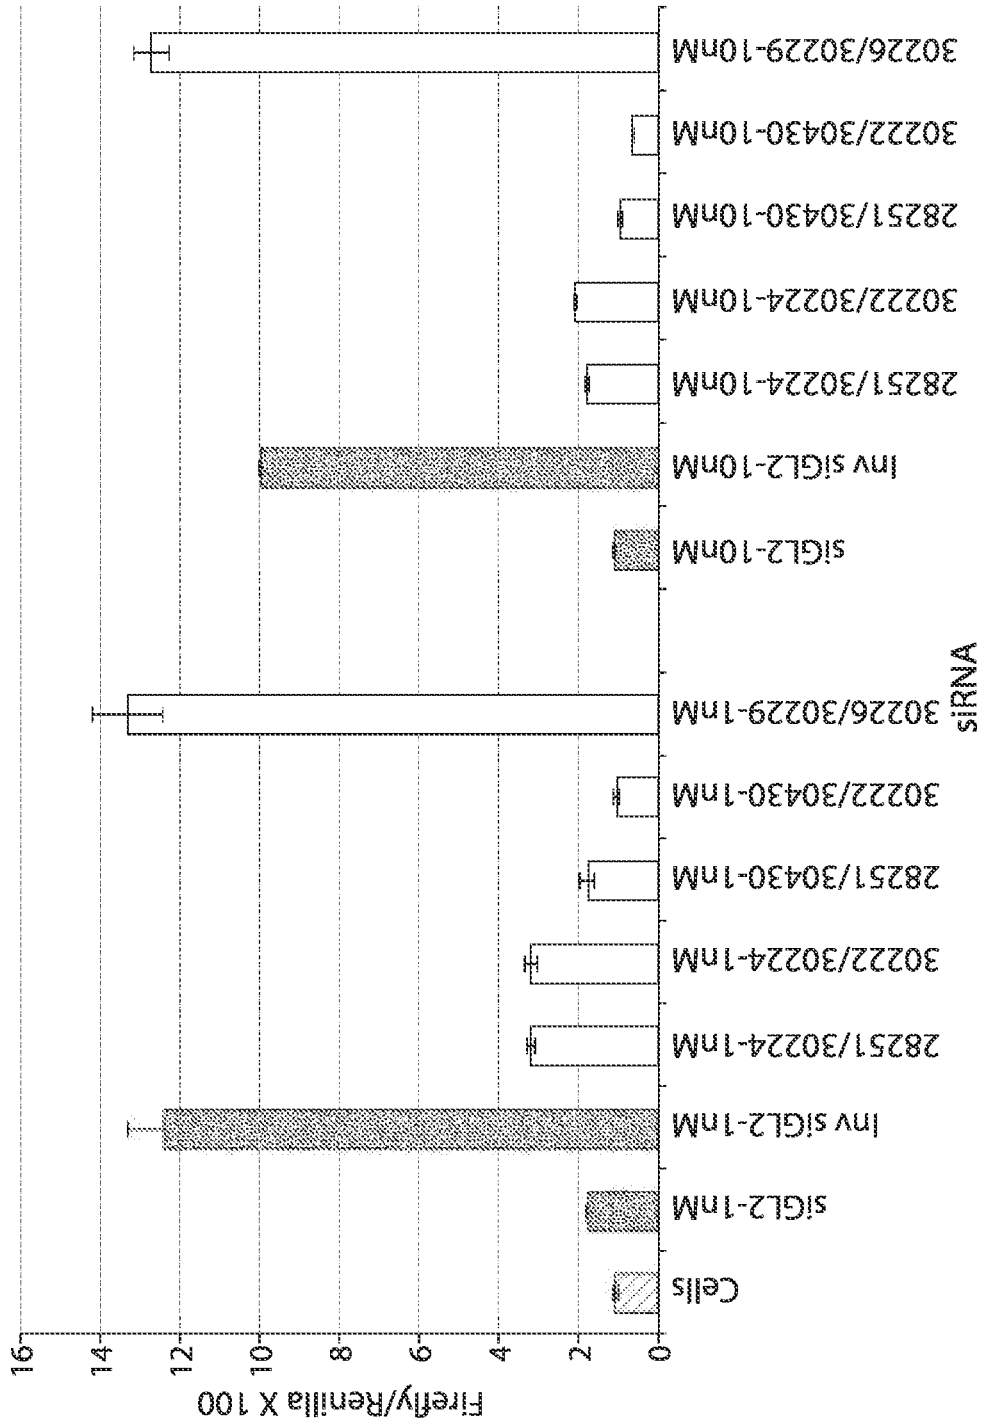 Firefly/Renilla X 100
16
14
12
10
8
6
4
2
0
Cells
siGL2-1nM
Inv siGL2-1nM
28251/30224-1nM
30222/30224-1nM
28251/30430-1nM
30222/30430-1nM
30226/30229-1nM
siGL2-10nM
Inv siGL2-10nM
28251/30224-10nM
30222/30224-10nM
28251/30430-10nM
30222/30430-10nM
30226/30229-10nM
siRNA